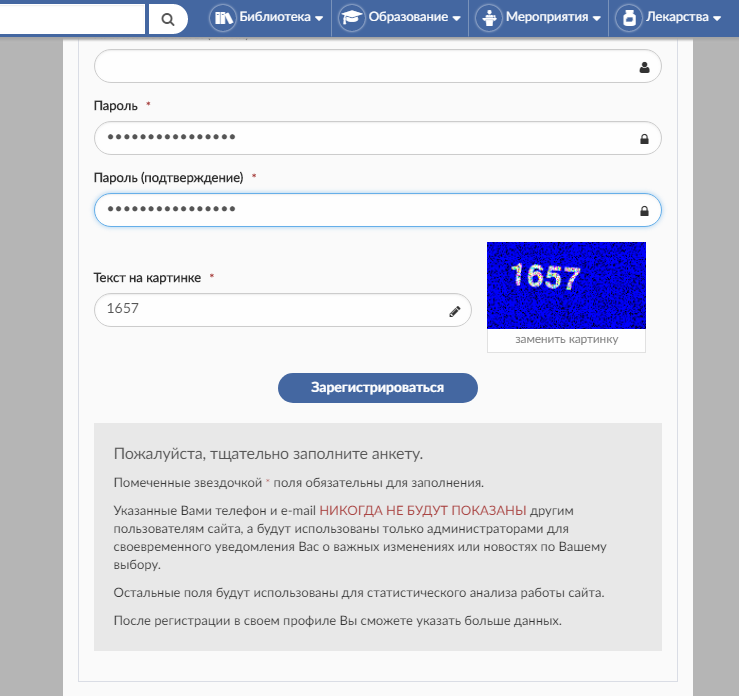 Библиотека Образование Мероприятия Лекарства
Пароль *
••••••••••••••••
Пароль (подтверждение) *
••••••••••••••••
Текст на картинке *
1657
1657
заменить картинку
Зарегистрироваться
Пожалуйста, тщательно заполните анкету.
Помеченные звездочкой * поля обязательны для заполнения.
Указанные Вами телефон и e-mail НИКОГДА НЕ БУДУТ ПОКАЗАНЫ другим
пользователям сайта, а будут использованы только администраторами для
своевременного уведомления Вас о важных изменениях или новостях по Вашему
выбору.
Остальные поля будут использованы для статистического анализа работы сайта.
После регистрации в своем профиле Вы сможете указать больше данных.